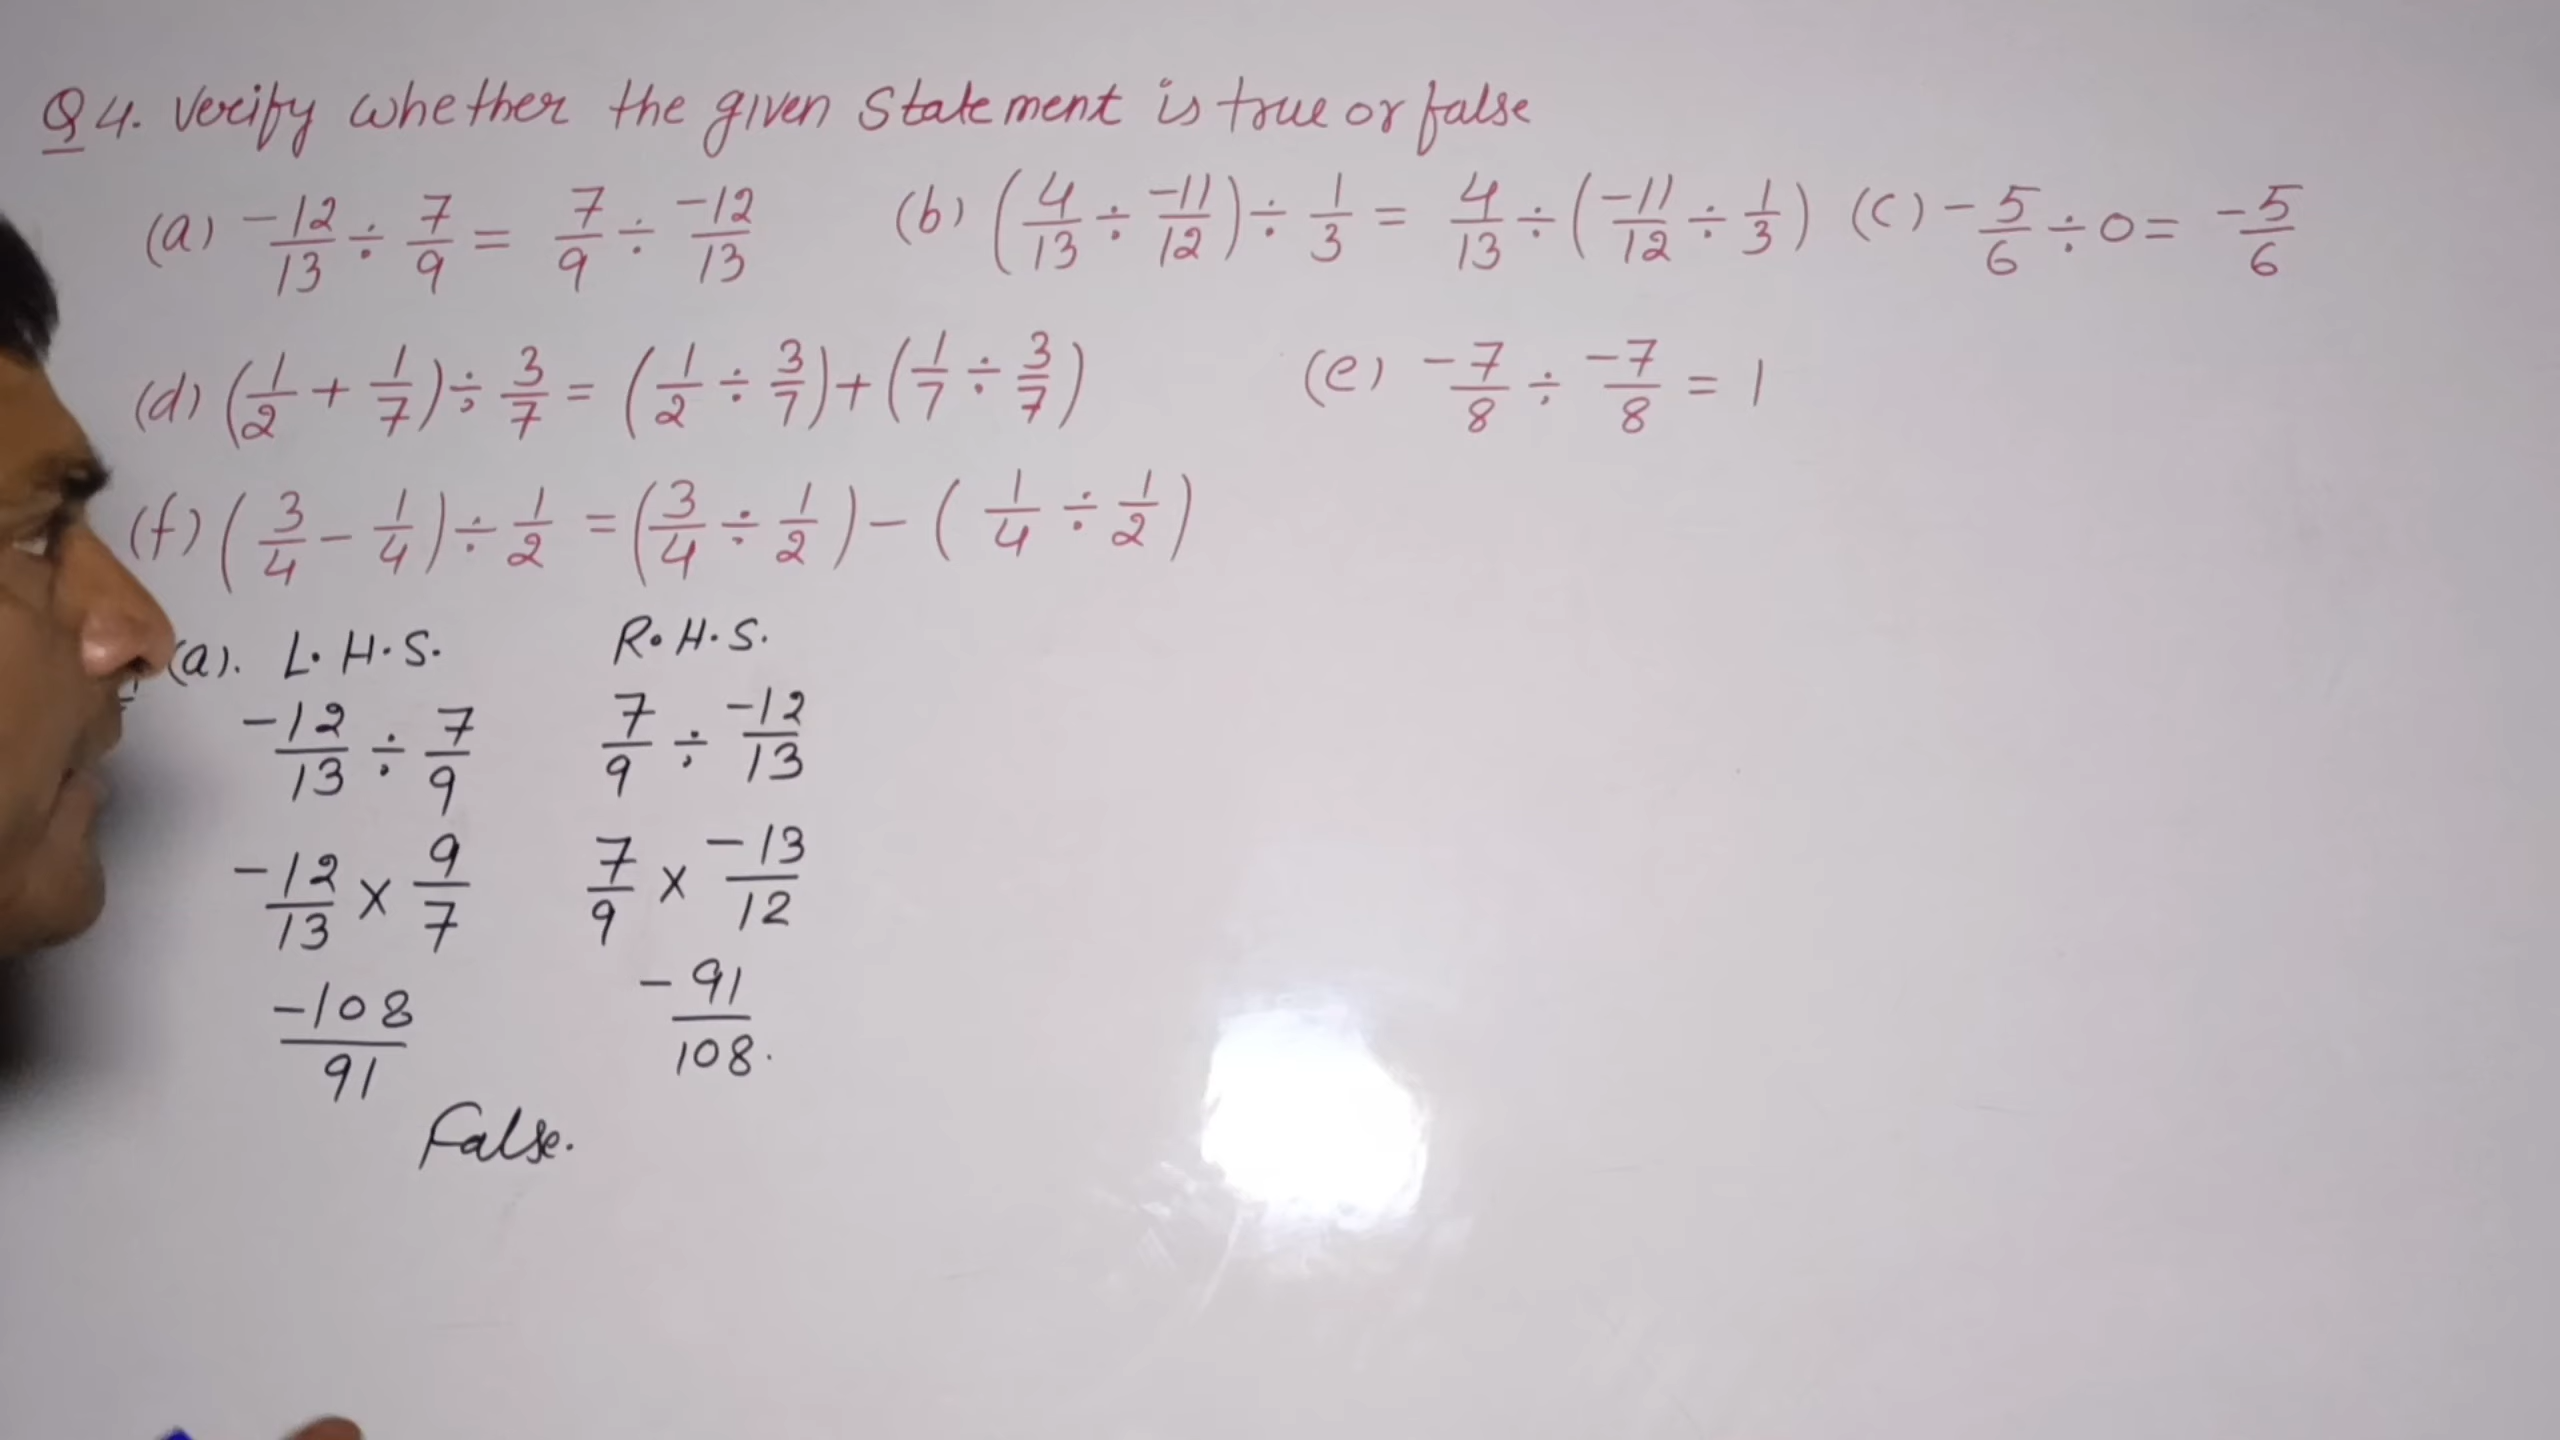 Q4. Verify whether the given Statement is true or false
(a) -12/13 ÷ 7/9 = 7/9 ÷ -12/13 (b) (4/13 ÷ -11/12) ÷ 1/3 = 4/13 ÷ (-11/12 ÷ 1/3) (c) -5/6 ÷ 0 = -5/6
(d) (1/2 + 1/7) ÷ 3/7 = (1/2 ÷ 3/7) + (1/7 ÷ 3/7) (e) -7/8 ÷ -7/8 = 1
(f) (3/4 - 1/4) ÷ 1/2 = (3/4 ÷ 1/2) - (1/4 ÷ 1/2)
(a). L.H.S. R.H.S.
-12/13 ÷ 7/9 7/9 ÷ -12/13
-12/13 × 9/7 7/9 × -13/12
-108/91 -91/108.
False.